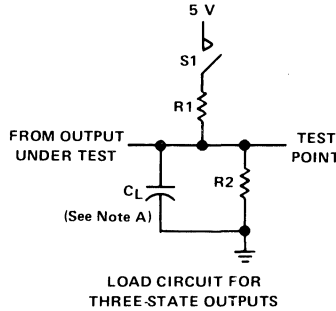 5 V
S1
R1
FROM OUTPUT
UNDER TEST
TEST
POINT
CL
(See Note A)
R2
LOAD CIRCUIT FOR
THREE-STATE OUTPUTS